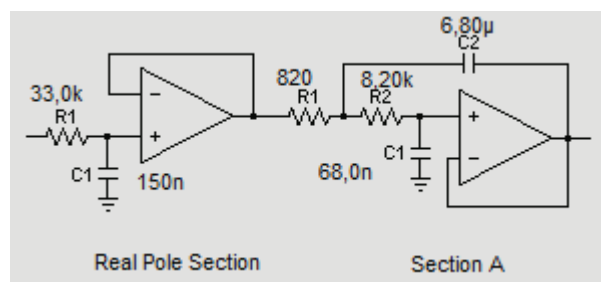 6,80µ
C2
33,0k
R1
820
R1
8,20k
R2
C1
150n
68,0n
C1
Real Pole Section
Section A